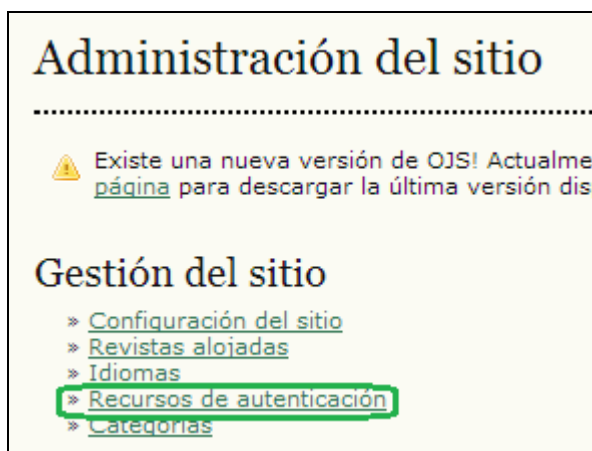 Administración del sitio
Existe una nueva versión de OJS! Actualme
página para descargar la última versión dis
Gestión del sitio
» Configuración del sitio
» Revistas alojadas
» Idiomas
» Recursos de autenticación
» Categorías